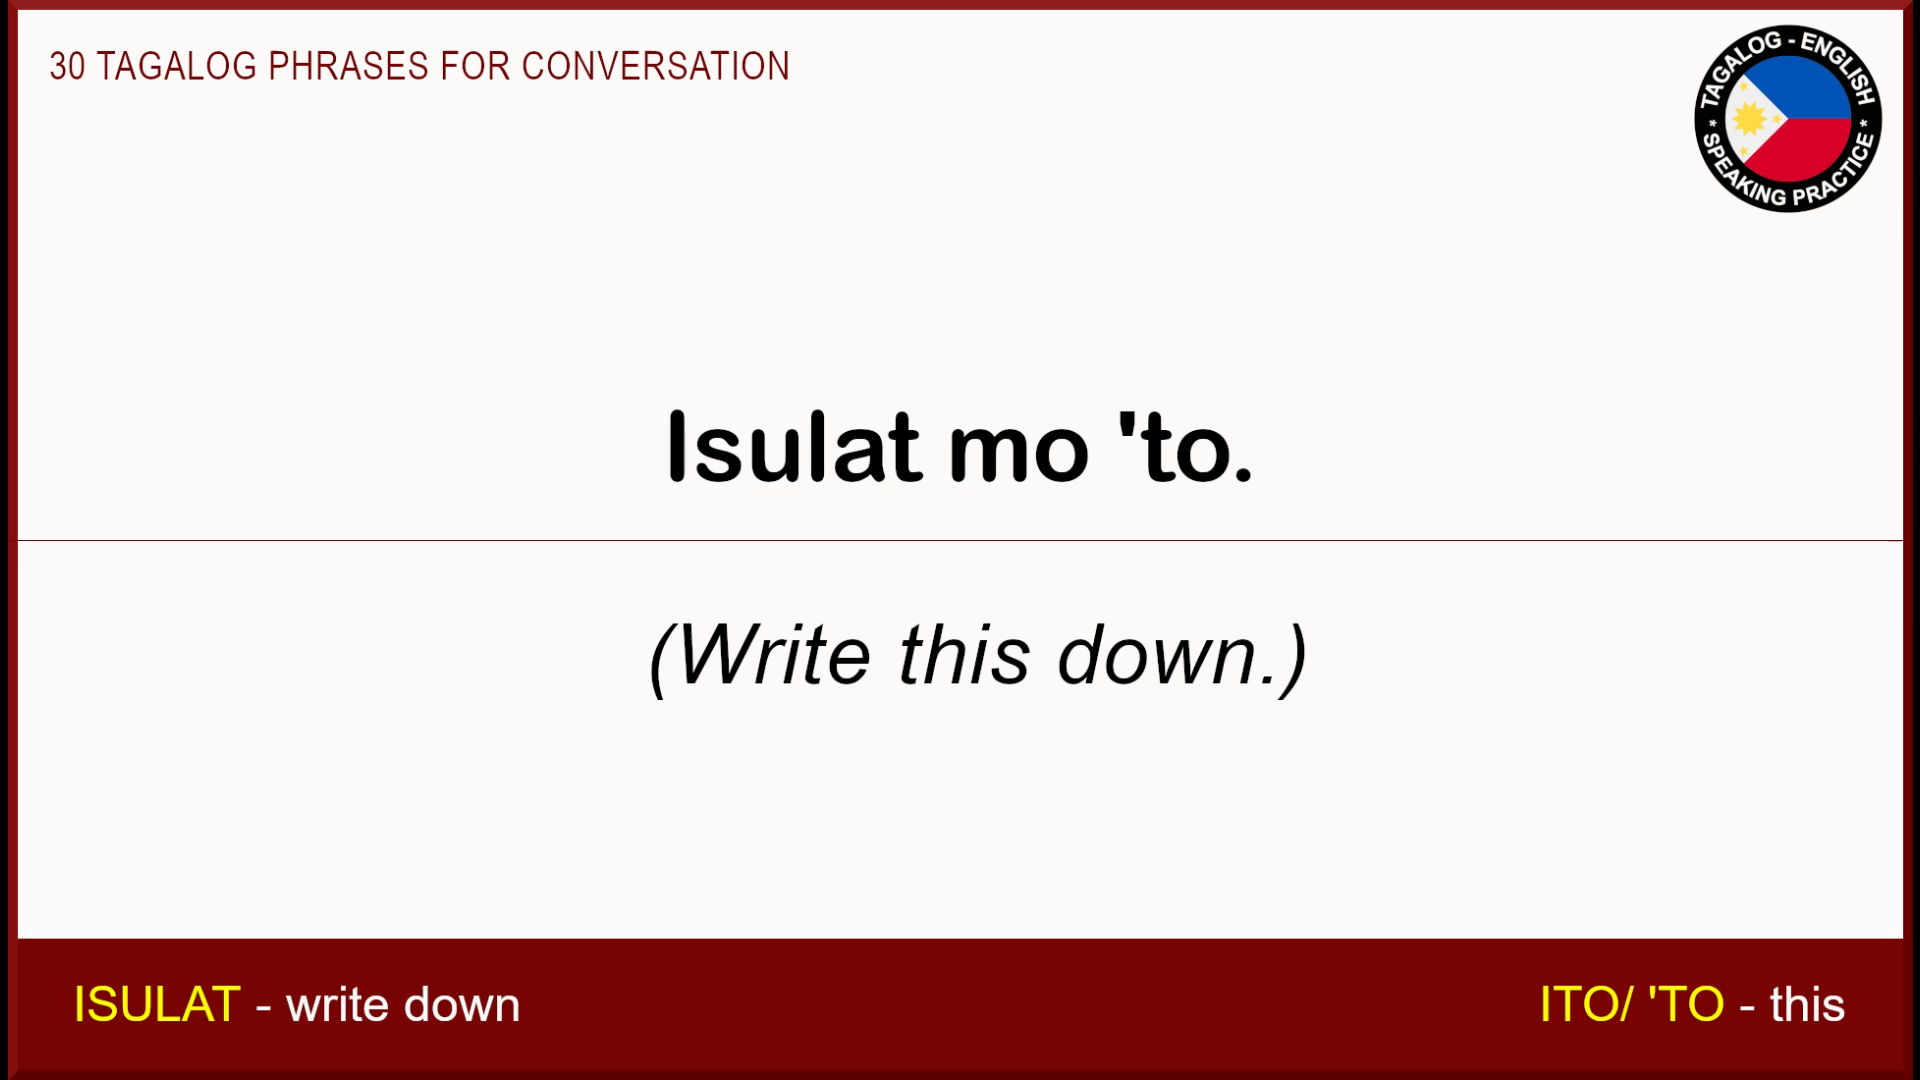 30 TAGALOG PHRASES FOR CONVERSATION
TAGALOG - ENGLISH
* SPEAKING PRACTICE *
Isulat mo 'to.
(Write this down.)
ISULAT - write down
ITO/ 'TO - this